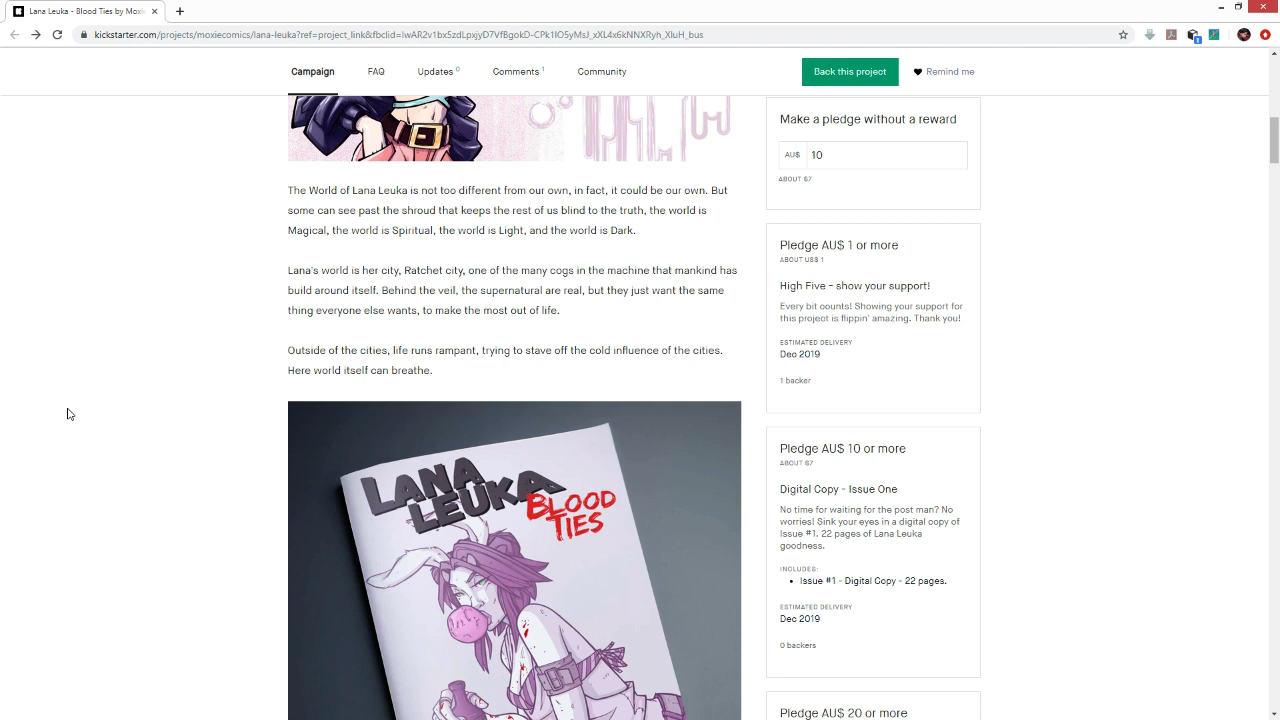 Lana Leuka - Blood Ties by Moxi
kickstarter.com/projects/moxiecomics/lana-leuka?ref=project_link&fbclid=IwAR2v1bx5zdLpxjyD7VfBgokD-CPk1IO5yMsJ_xXL4x6kNNXRyh_XluH_bus
Campaign
FAQ
Updates 0
Comments 1
Community
Back this project
Remind me
The World of Lana Leuka is not too different from our own, in fact, it could be our own. But
some can see past the shroud that keeps the rest of us blind to the truth, the world is
Magical, the world is Spiritual, the world is Light, and the world is Dark.
Lana's world is her city, Ratchet city, one of the many cogs in the machine that mankind has
build around itself. Behind the veil, the supernatural are real, but they just want the same
thing everyone else wants, to make the most out of life.
Outside of the cities, life runs rampant, trying to stave off the cold influence of the cities.
Here world itself can breathe.
LANA
LEUKA
BLOOD
TIES
Make a pledge without a reward
AU$ 10
ABOUT $7
Pledge AU$ 1 or more
ABOUT US$ 1
High Five - show your support!
Every bit counts! Showing your support for
this project is flippin' amazing. Thank you!
ESTIMATED DELIVERY
Dec 2019
1 backer
Pledge AU$ 10 or more
ABOUT $7
Digital Copy - Issue One
No time for waiting for the post man? No
worries! Sink your eyes in a digital copy of
Issue #1. 22 pages of Lana Leuka
goodness.
INCLUDES:
• Issue #1 - Digital Copy - 22 pages.
ESTIMATED DELIVERY
Dec 2019
0 backers
Pledge AU$ 20 or more